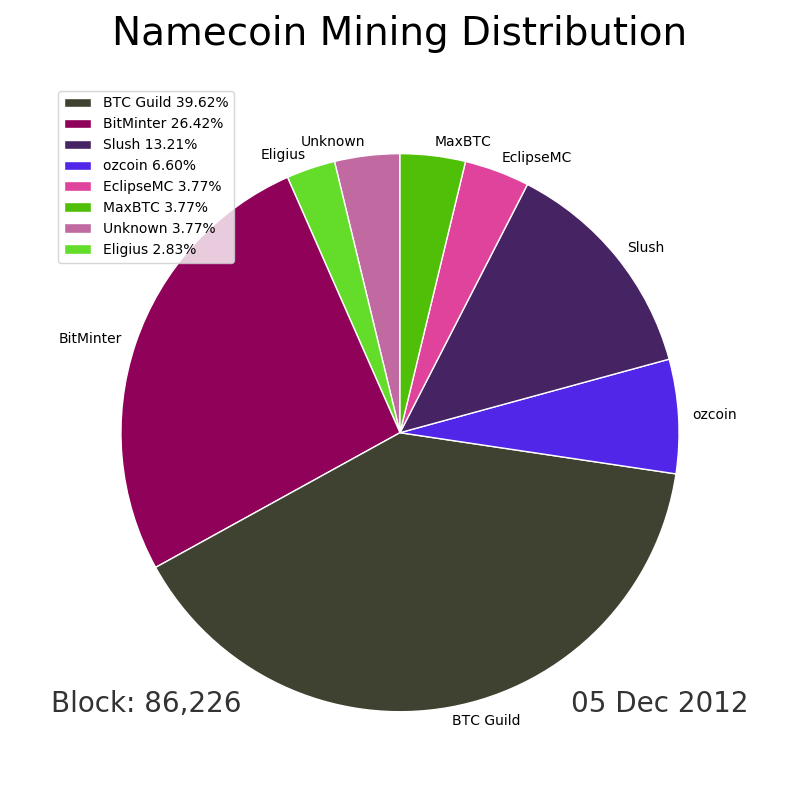 Namecoin Mining Distribution
BTC Guild 39.62%
BitMinter 26.42%
Slush 13.21%
ozcoin 6.60%
EclipseMC 3.77%
MaxBTC 3.77%
Unknown 3.77%
Eligius 2.83%
Eligius
Unknown
MaxBTC
EclipseMC
Slush
BitMinter
ozcoin
BTC Guild
Block: 86,226
05 Dec 2012